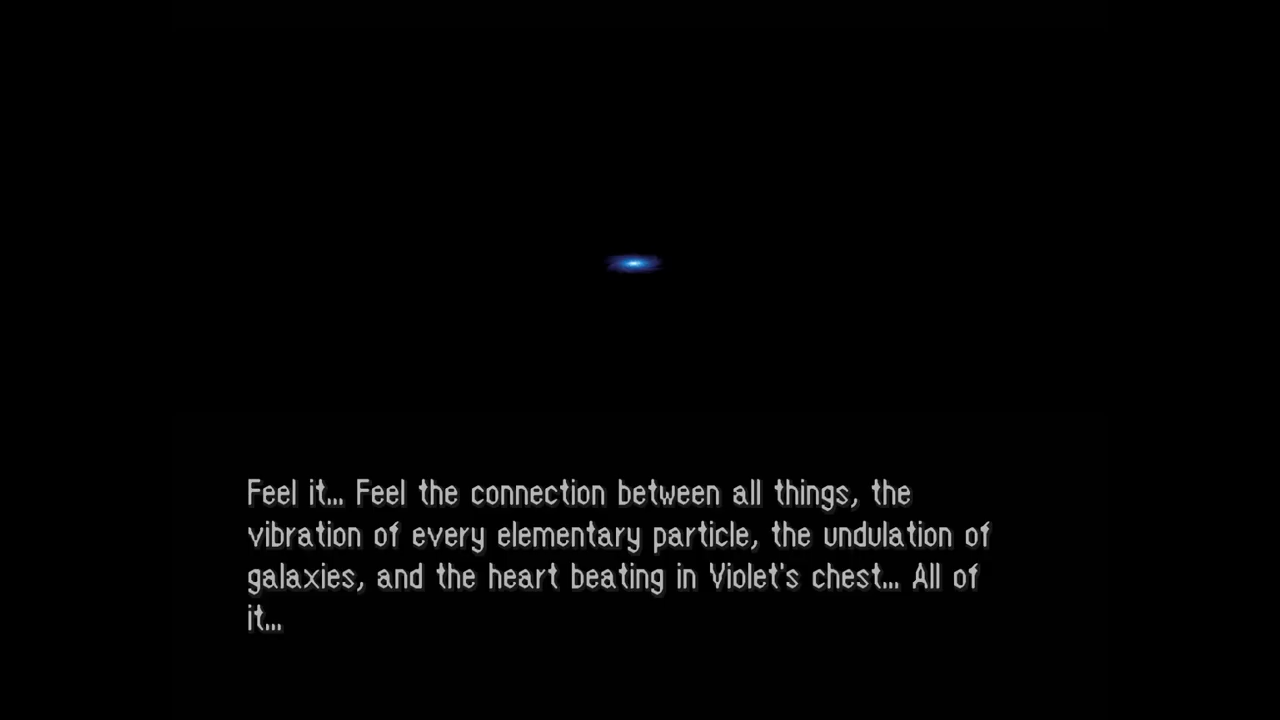 Feel it... Feel the connection between all things, the
vibration of every elementary particle, the undulation of
galaxies, and the heart beating in Violet's chest... All of
it...